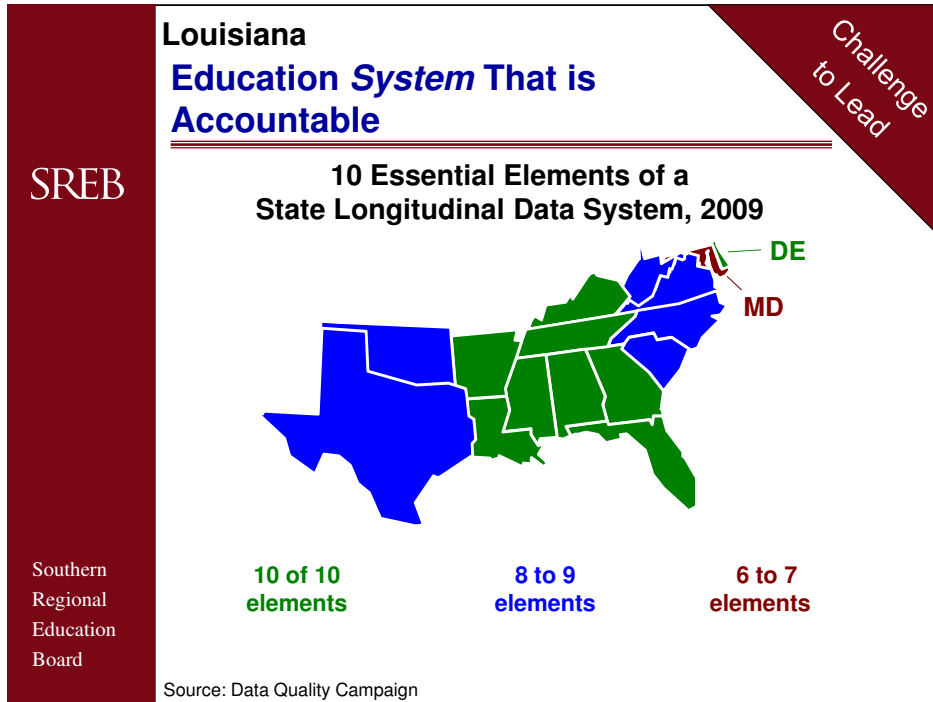 Louisiana
Education System That is
Accountable
Challenge
to Lead
SREB
10 Essential Elements of a
State Longitudinal Data System, 2009
DE
MD
10 of 10
elements
8 to 9
elements
6 to 7
elements
Southern
Regional
Education
Board
Source: Data Quality Campaign